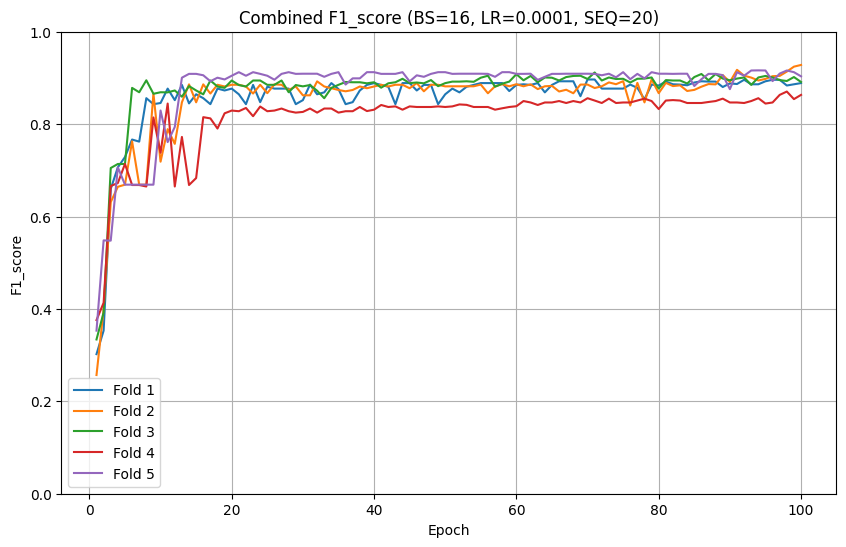 Combined F1_score (BS=16, LR=0.0001, SEQ=20)
F1_score
1.0
0.8
0.6
0.4
0.2
0.0
Fold 1
Fold 2
Fold 3
Fold 4
Fold 5
0 20 40 60 80 100
Epoch